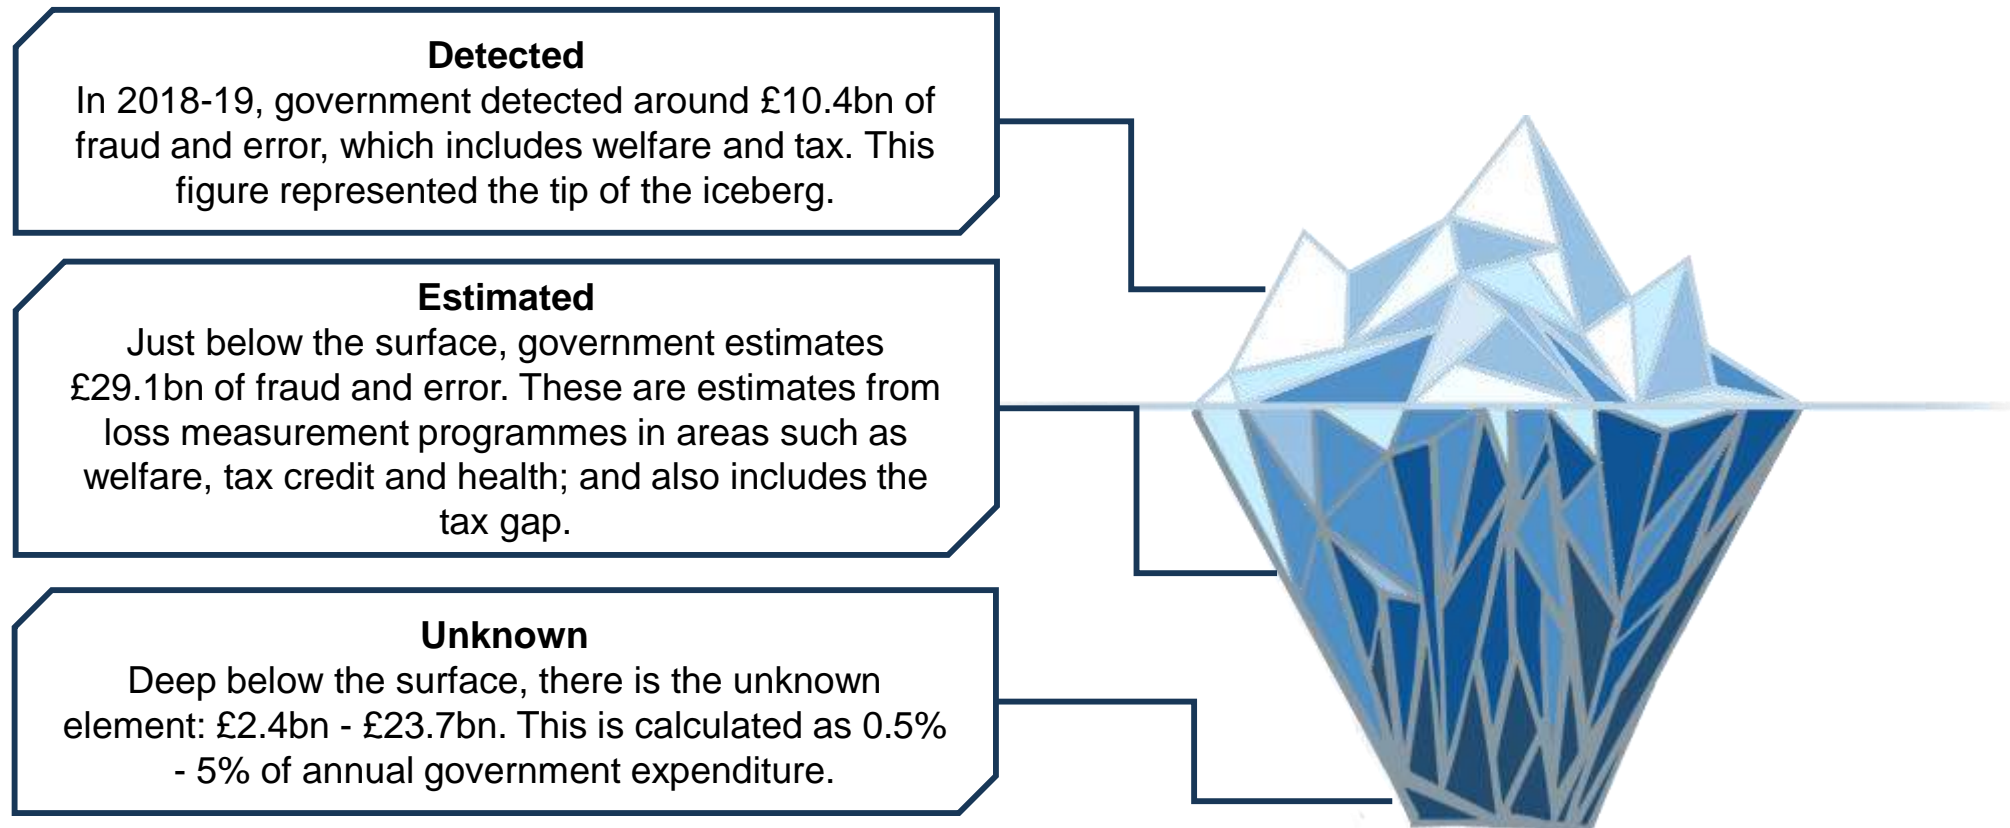 Detected
In 2018-19, government detected around £10.4bn of
fraud and error, which includes welfare and tax. This
figure represented the tip of the iceberg.
Estimated
Just below the surface, government estimates
£29.1bn of fraud and error. These are estimates from
loss measurement programmes in areas such as
welfare, tax credit and health; and also includes the
tax gap.
Unknown
Deep below the surface, there is the unknown
element: £2.4bn - £23.7bn. This is calculated as 0.5%
- 5% of annual government expenditure.